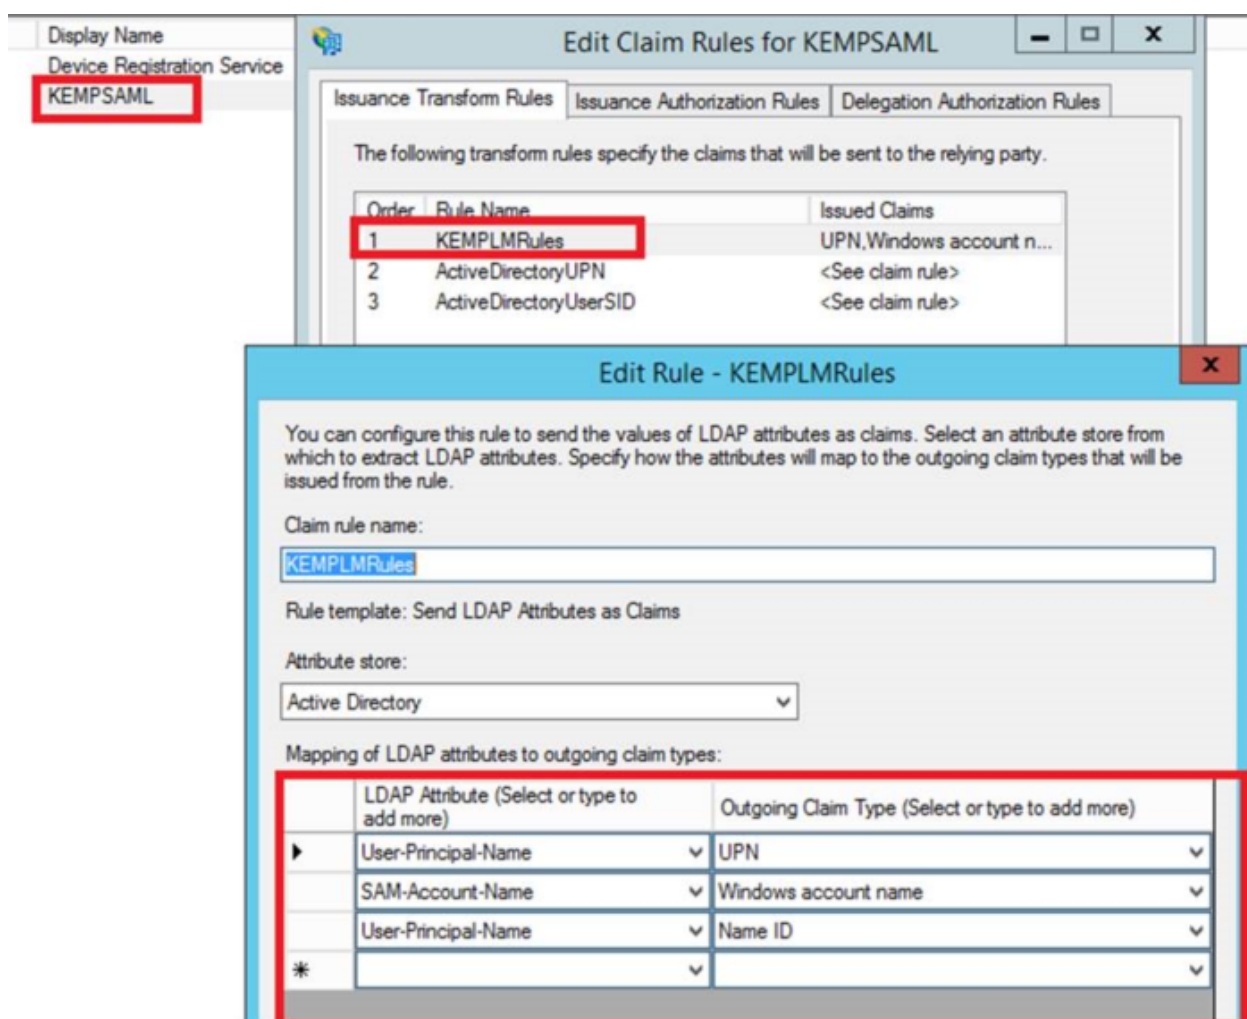 Display Name
Device Registration Service
KEMPSAML
Edit Claim Rules for KEMPSAML
Issuance Transform Rules
Issuance Authorization Rules
Delegation Authorization Rules
The following transform rules specify the claims that will be sent to the relying party.
Order Rule Name Issued Claims
1 KEMPLMRules UPN,Windows account n...
2 ActiveDirectoryUPN <See claim rule>
3 ActiveDirectoryUserSID <See claim rule>
Edit Rule - KEMPLMRules
You can configure this rule to send the values of LDAP attributes as claims. Select an attribute store from
which to extract LDAP attributes. Specify how the attributes will map to the outgoing claim types that will be
issued from the rule.
Claim rule name:
KEMPLMRules
Rule template: Send LDAP Attributes as Claims
Attribute store:
Active Directory
Mapping of LDAP attributes to outgoing claim types:
LDAP Attribute (Select or type to
add more)
Outgoing Claim Type (Select or type to add more)
User-Principal-Name UPN
SAM-Account-Name Windows account name
User-Principal-Name Name ID